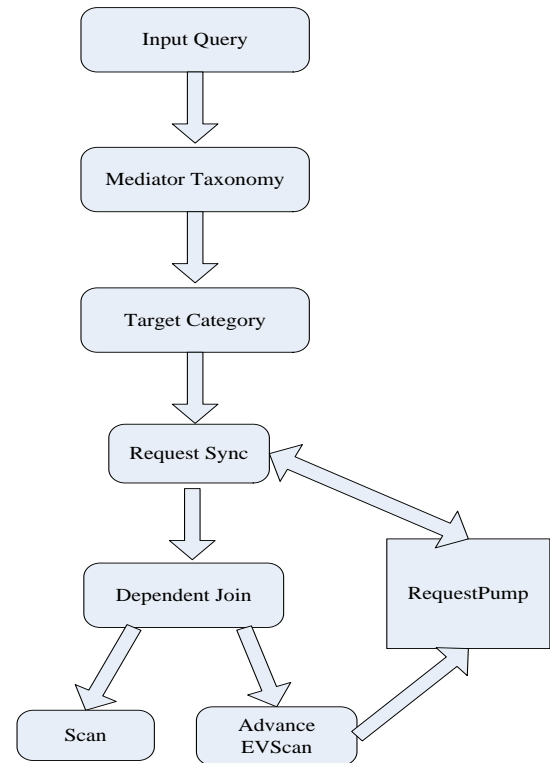 Input Query
Mediator Taxonomy
Target Category
Request Sync
RequestPump
Dependent Join
Scan
Advance
EVScan